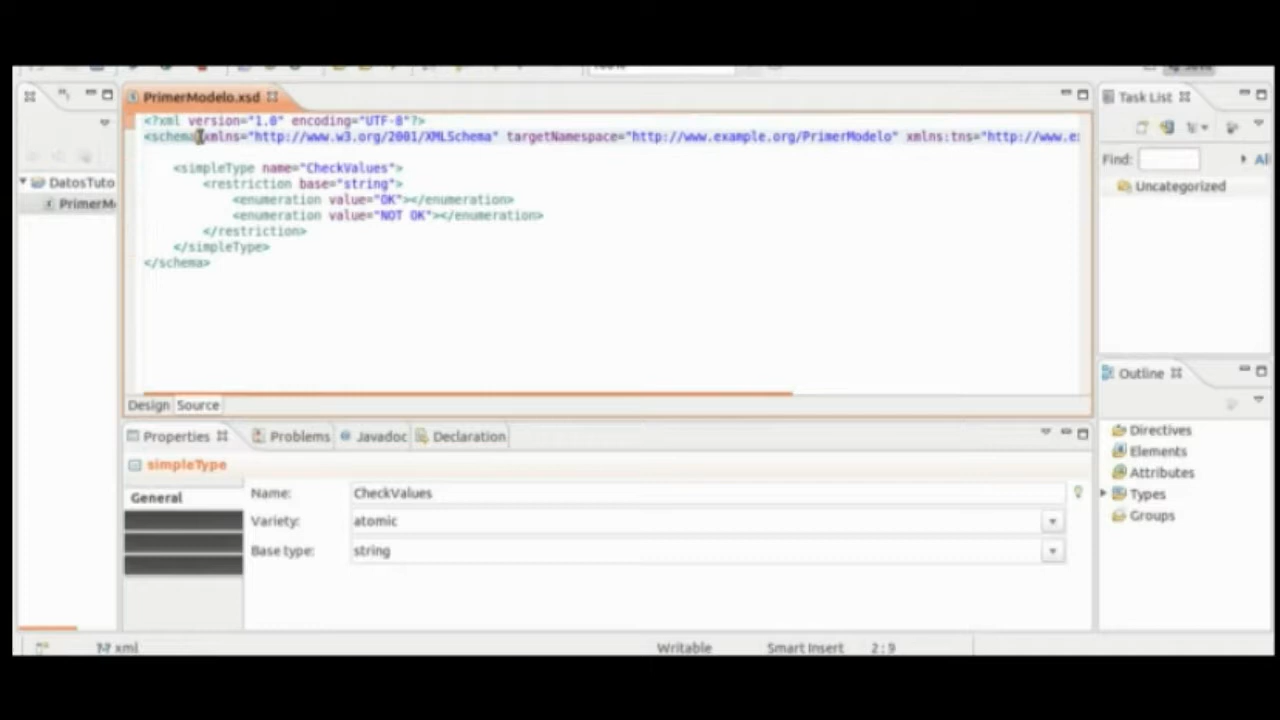 PrimerModelo.xsd
<?xml version="1.0" encoding="UTF-8"?>
<schema xmlns="http://www.w3.org/2001/XMLSchema" targetNamespace="http://www.example.org/PrimerModelo" xmlns:tns="http://www.e
<simpleType name="CheckValues">
<restriction base="string">
<enumeration value="OK"></enumeration>
<enumeration value="NOT OK"></enumeration>
</restriction>
</simpleType>
</schema>
Design Source
DatosTuto
PrimerM
Task List
Find: Al
Uncategorized
Outline
Directives
Elements
Attributes
Types
Groups
Properties Problems Javadoc Declaration
simpleType
General
Name: CheckValues
Variety: atomic
Base type: string
xml Writable Smart Insert 2:9